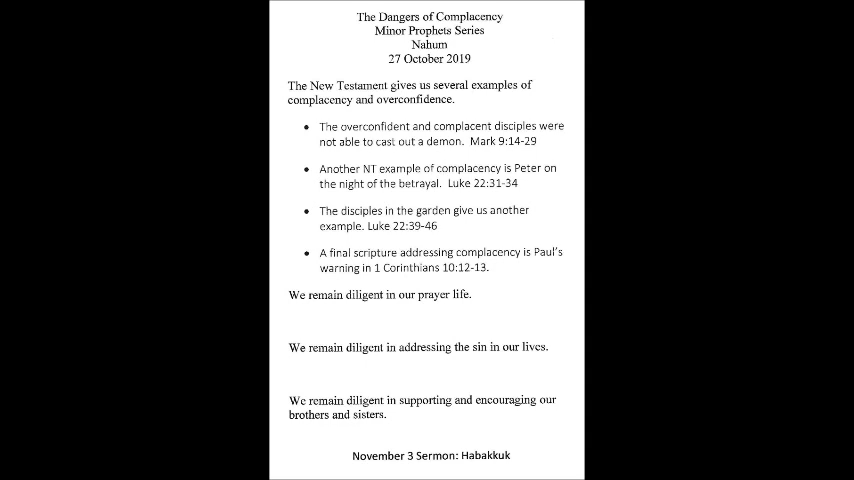 The Dangers of Complacency
Minor Prophets Series
Nahum
27 October 2019
The New Testament gives us several examples of
complacency and overconfidence.
• The overconfident and complacent disciples were
not able to cast out a demon. Mark 9:14-29
• Another NT example of complacency is Peter on
the night of the betrayal. Luke 22:31-34
• The disciples in the garden give us another
example. Luke 22:39-46
• A final scripture addressing complacency is Paul's
warning in 1 Corinthians 10:12-13.
We remain diligent in our prayer life.
We remain diligent in addressing the sin in our lives.
We remain diligent in supporting and encouraging our
brothers and sisters.
November 3 Sermon: Habakkuk